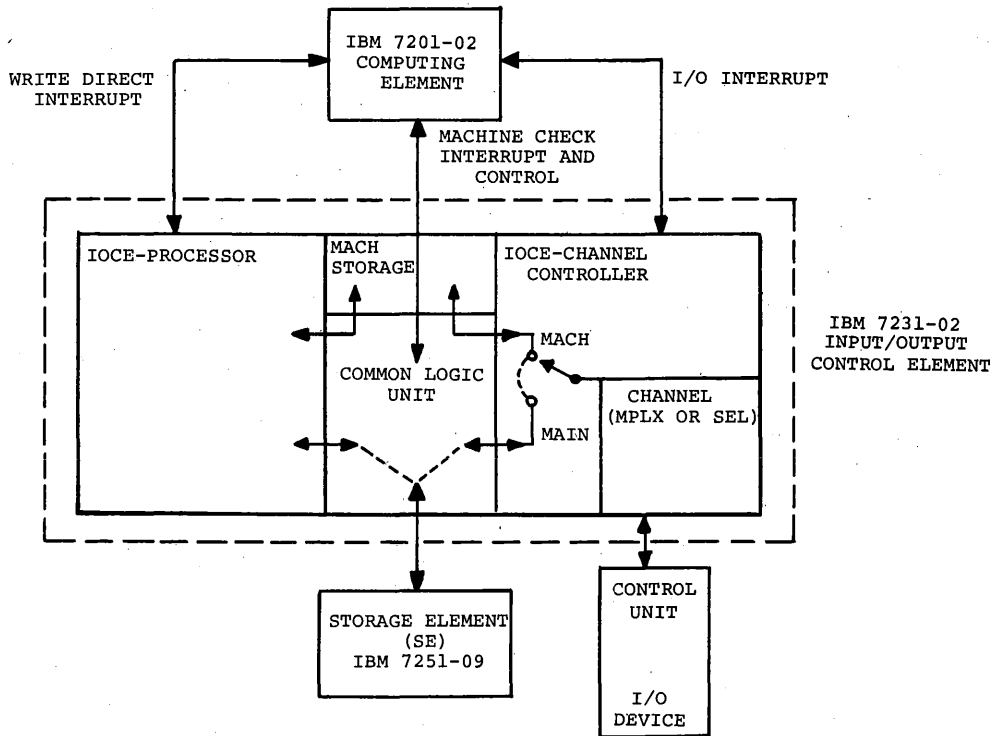 IBM 7201-02
COMPUTING
ELEMENT
WRITE DIRECT
INTERRUPT
I/O INTERRUPT
MACHINE CHECK
INTERRUPT AND
CONTROL
IOCE-PROCESSOR
MACH
STORAGE
IOCE-CHANNEL
CONTROLLER
IBM 7231-02
INPUT/OUTPUT
CONTROL ELEMENT
MACH
COMMON LOGIC
UNIT
CHANNEL
(MPLX OR SEL)
MAIN
STORAGE ELEMENT
(SE)
IBM 7251-09
CONTROL
UNIT
I/O
DEVICE